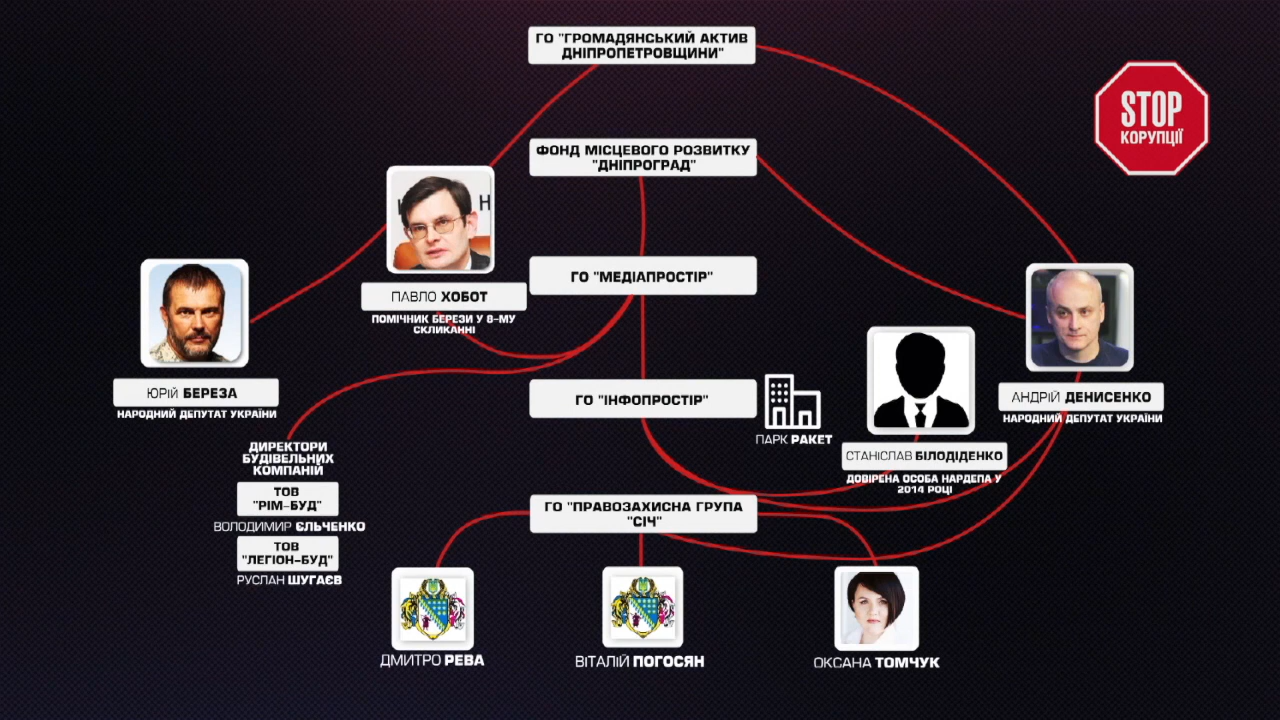 ГО "ГРОМАДЯНСЬКИЙ АКТИВ
ДНІПРОПЕТРОВЩИНИ"
STOP
КОРУПЦІЇ
ФОНД МІСЦЕВОГО РОЗВИТКУ
"ДНІПРОГРАД"
Н
ПАВЛО ХОБОТ
ПОМІЧНИК БЕРЕЗИ У 8-МУ
СКЛИКАННІ
ГО "МЕДІАПРОСТІР"
ЮРІЙ БЕРЕЗА
НАРОДНИЙ ДЕПУТАТ УКРАЇНИ
АНДРІЙ ДЕНИСЕНКО
НАРОДНИЙ ДЕПУТАТ УКРАЇНИ
ГО "ІНФОПРОСТІР"
ПАРК РАКЕТ
СТАНІСЛАВ БІЛОДІДЕНКО
ДОВІРЕНА ОСОБА НАРДЕПА У
2014 РОЦІ
ДИРЕКТОРИ
БУДІВЕЛЬНИХ
КОМПАНІЙ
ТОВ
"РІМ-БУД"
ВОЛОДИМИР ЄЛЬЧЕНКО
ТОВ
"ЛЕГІОН-БУД"
РУСЛАН ШУГАЄВ
ГО "ПРАВОЗАХИСНА ГРУПА
"СІЧ"
ДМИТРО РЕВА
ВІТАЛІЙ ПОГОСЯН
ОКСАНА ТОМЧУК